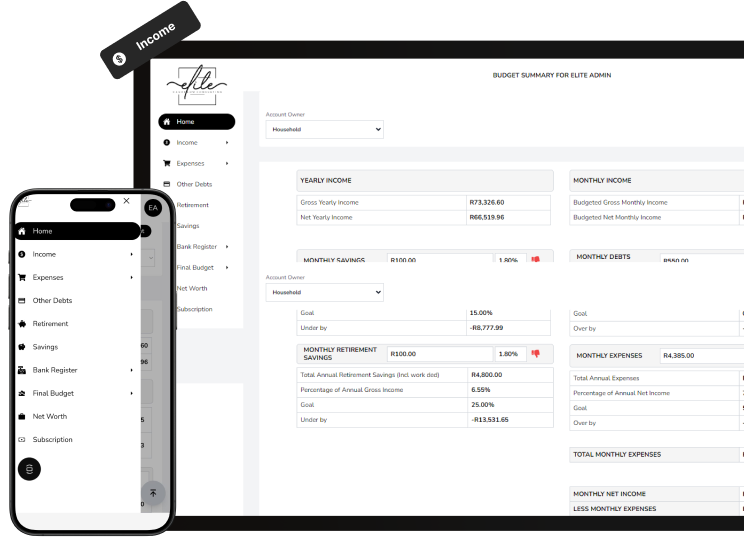 Income
elite
BUDGET SUMMARY FOR ELITE ADMIN
Home
Income
Expenses
Other Debts
Retirement
Savings
Bank Register
Final Budget
Net Worth
Subscription
Account Owner
Household
YEARLY INCOME
Gross Yearly Income R73,326.60
Net Yearly Income R66,519.96
MONTHLY SAVINGS R100.00 1.80%
Account Owner
Household
Goal 15.00%
Under by -R8,777.99
MONTHLY RETIREMENT
SAVINGS R100.00 1.80%
Total Annual Retirement Savings (Incl work ded) R4,800.00
Percentage of Annual Gross Income 6.55%
Goal 25.00%
Under by -R13,531.65
MONTHLY INCOME
Budgeted Gross Monthly Income
Budgeted Net Monthly Income
MONTHLY DEBTS R550.00
Goal
Over by
MONTHLY EXPENSES R4,385.00
Total Annual Expenses
Percentage of Annual Net Income
Goal
Over by
TOTAL MONTHLY EXPENSES
MONTHLY NET INCOME
LESS MONTHLY EXPENSES
EA
Home
Income
Expenses
Other Debts
Retirement
Savings
Bank Register
Final Budget
Net Worth
Subscription
60
96
5
3
0